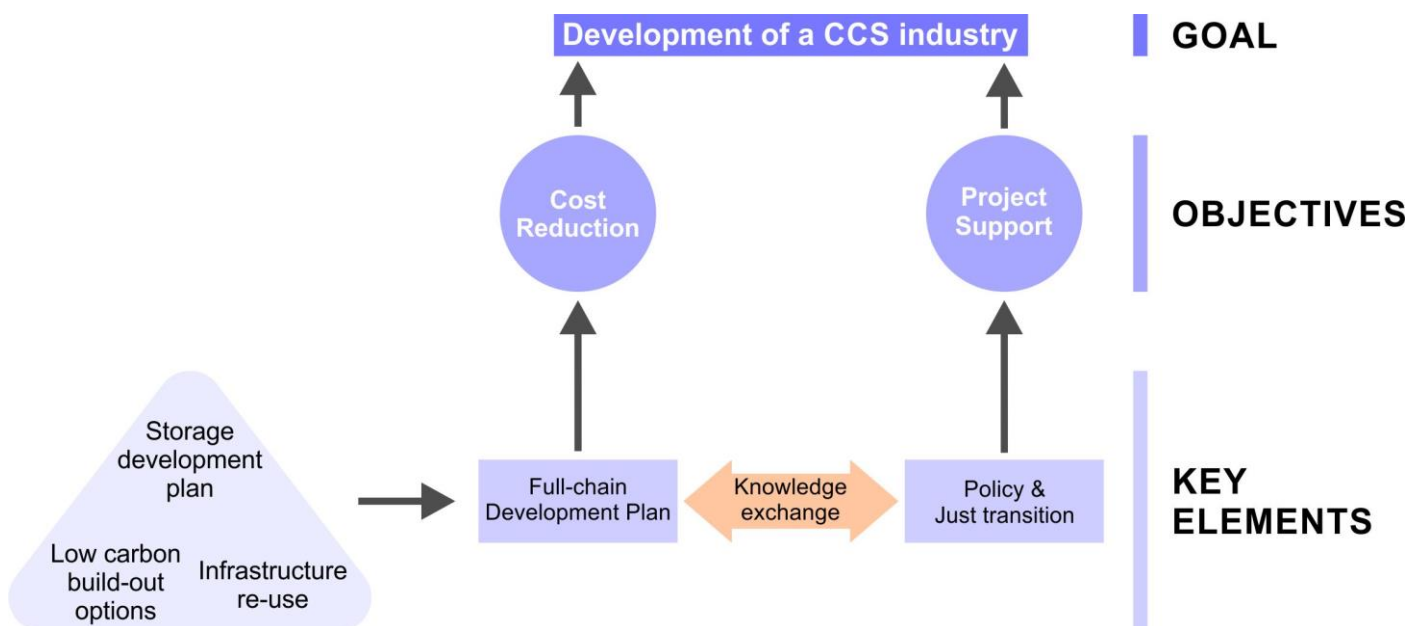 Development of a CCS industry
GOAL
Cost
Reduction
Project
Support
OBJECTIVES
Storage
development
plan
Low carbon
build-out
options
Infrastructure
re-use
Full-chain
Development Plan
Knowledge
exchange
Policy &
Just transition
KEY
ELEMENTS